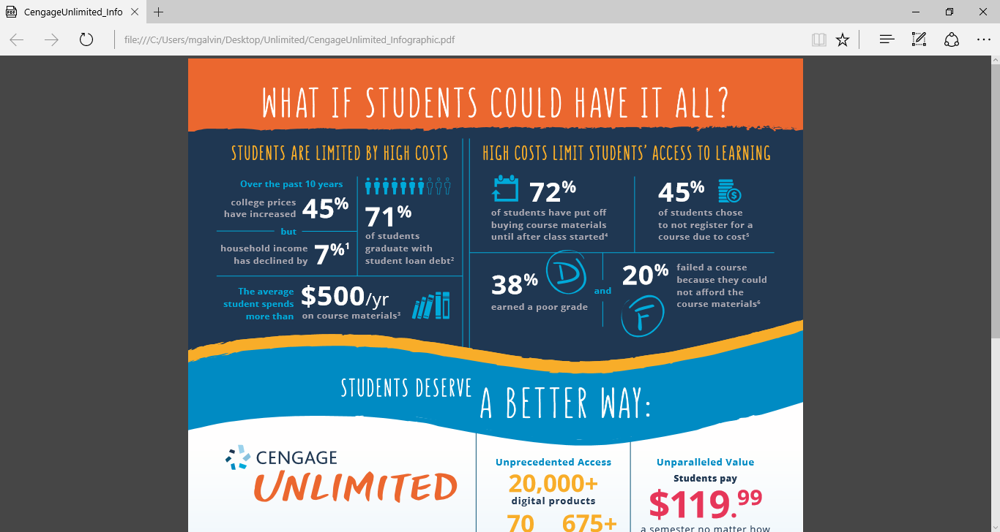 CengageUnlimited_Info
file:///C:/Users/mgalvin/Desktop/Unlimited/CengageUnlimited_Infographic.pdf
WHAT IF STUDENTS COULD HAVE IT ALL?
STUDENTS ARE LIMITED BY HIGH COSTS
Over the past 10 years
college prices
have increased 45%
but
household income
has declined by 7%¹
71%
of students
graduate with
student loan debt²
The average
student spends
more than
$500/yr
on course materials³
HIGH COSTS LIMIT STUDENTS' ACCESS TO LEARNING
72%
of students have put off
buying course materials
until after class started⁴
45%
of students chose
to not register for a
course due to cost⁵
38%
D
earned a poor grade
and
20%
F
failed a course
because they could
not afford the
course materials⁶
STUDENTS DESERVE
A BETTER WAY:
CENGAGE
UNLIMITED
Unprecedented Access
20,000+
digital products
70 675+
Unparalleled Value
Students pay
$119.99
a semester no matter how